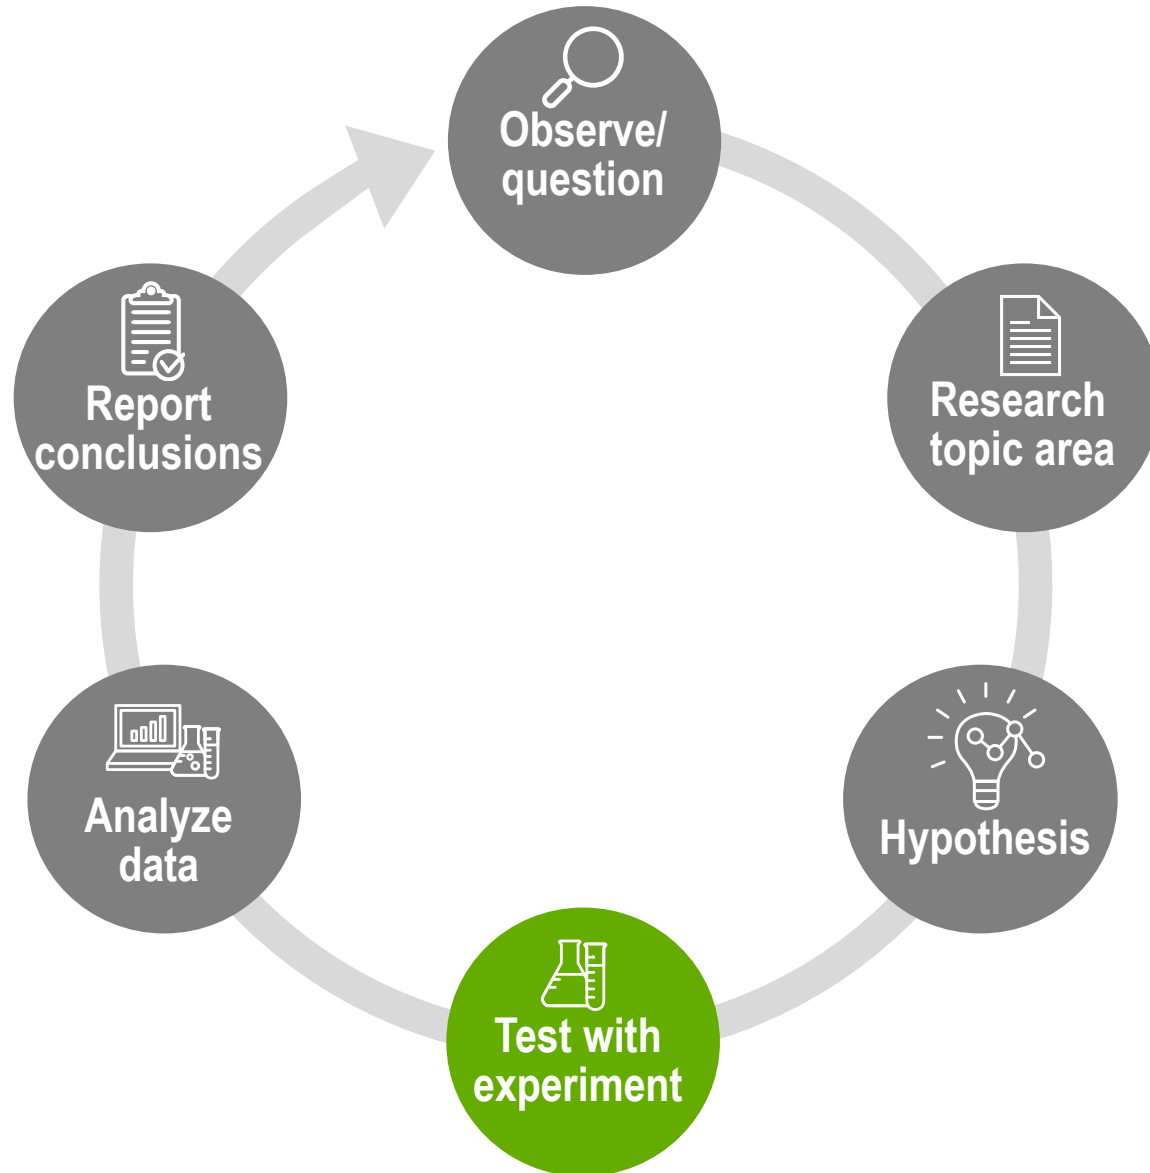 Observe/
question
Research
topic area
Hypothesis
Test with
experiment
Analyze
data
Report
conclusions